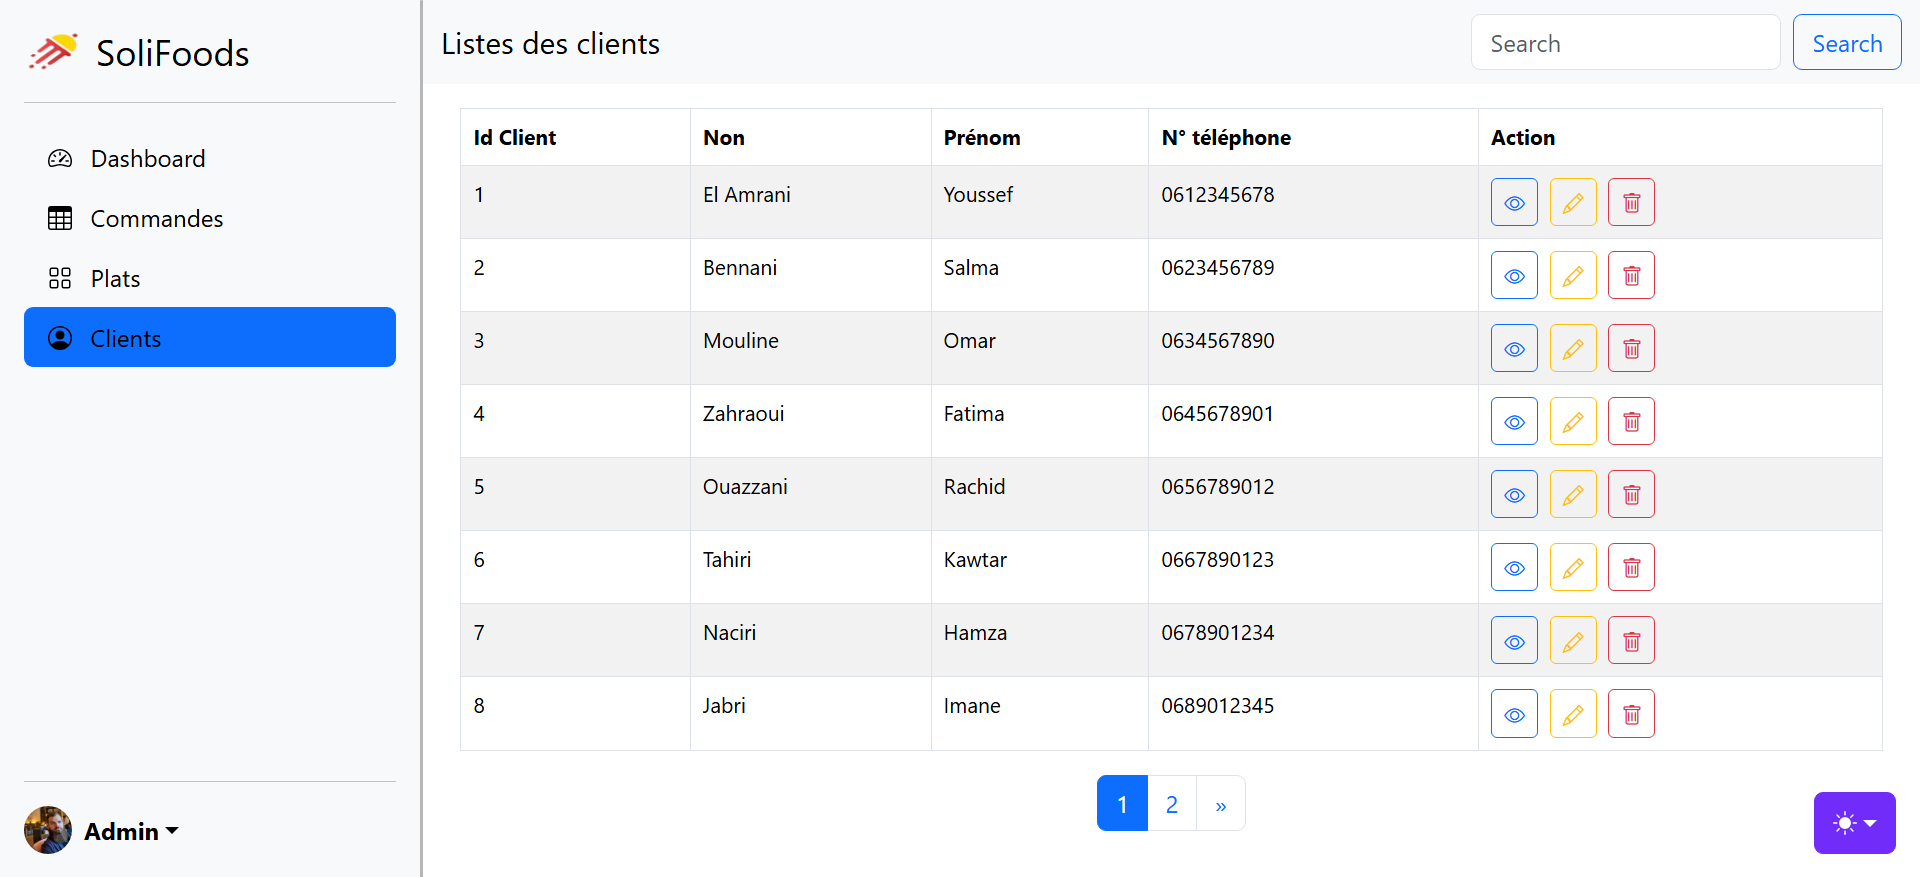 SoliFoods
Dashboard
Commandes
Plats
Clients
Admin
Listes des clients
Search
Search
Id Client Non Prénom N° téléphone Action
1 El Amrani Youssef 0612345678
2 Bennani Salma 0623456789
3 Mouline Omar 0634567890
4 Zahraoui Fatima 0645678901
5 Ouazzani Rachid 0656789012
6 Tahiri Kawtar 0667890123
7 Naciri Hamza 0678901234
8 Jabri Imane 0689012345
1 2 »